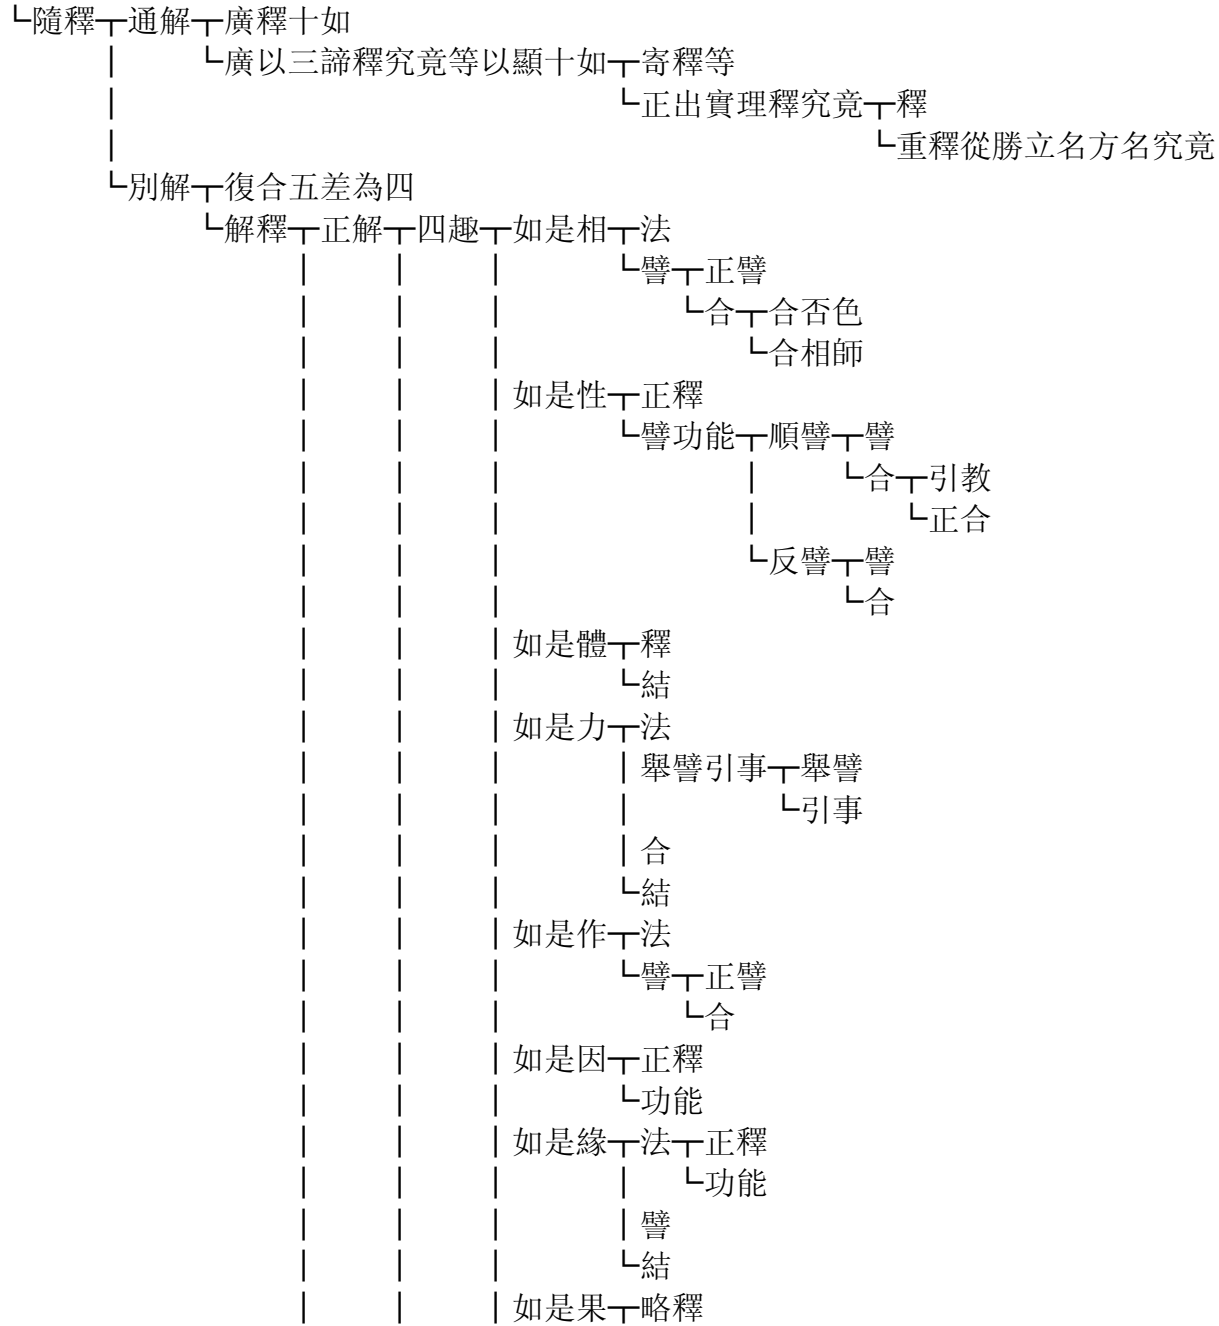 └隨釋┬通解┬廣釋十如
│└廣以三諦釋究竟等以顯十如┬寄釋等
│└正出實理釋究竟┬釋
│└重釋從勝立名方名究竟
└別解┬復合五差為四
└解釋┬正解┬四趣┬如是相┬法
│││└譬┬正譬
│││└合┬合否色
│││└合相師
│││如是性┬正釋
│││└譬功能┬順譬┬譬
││││└合┬引教
││││└正合
│││└反譬┬譬
│││└合
│││如是體┬釋
│││└結
│││如是力┬法
││││舉譬引事┬舉譬
││││└引事
││││合
│││└結
│││如是作┬法
│││└譬┬正譬
│││└合
│││如是因┬正釋
│││└功能
│││如是緣┬法┬正釋
││││└功能
││││譬
│││└結
│││如是果┬略釋